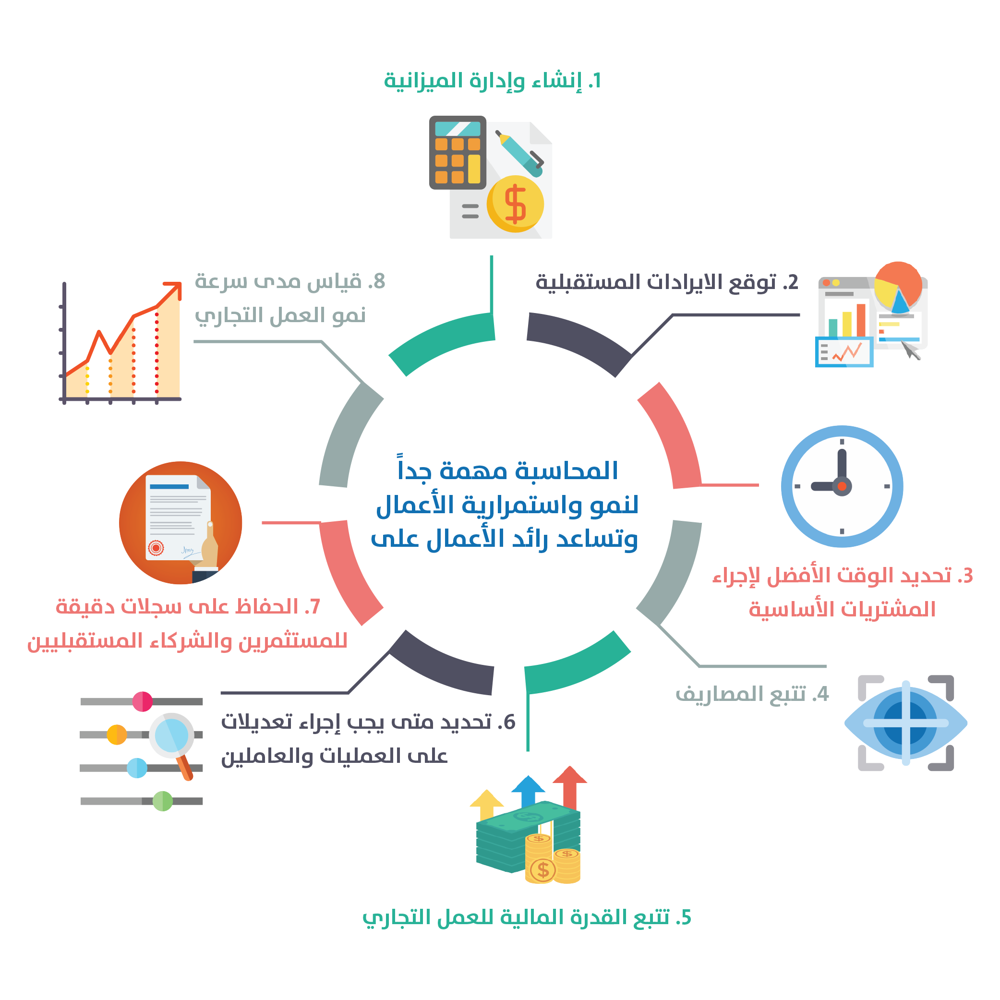 1. إنشاء وإدارة الميزانية
2. توقع الايرادات المستقبلية
3. تحديد الوقت الأفضل لإجراء
المشتريات الأساسية
4. تتبع المصاريف
5. تتبع القدرة المالية للعمل التجاري
6. تحديد متى يجب إجراء تعديلات
على العمليات والعاملين
7. الحفاظ على سجلات دقيقة
للمستثمرين والشركاء المستقبليين
8. قياس مدى سرعة
نمو العمل التجاري
المحاسبة مهمة جداً
لنمو واستمرارية الأعمال
وتساعد رائد الأعمال على